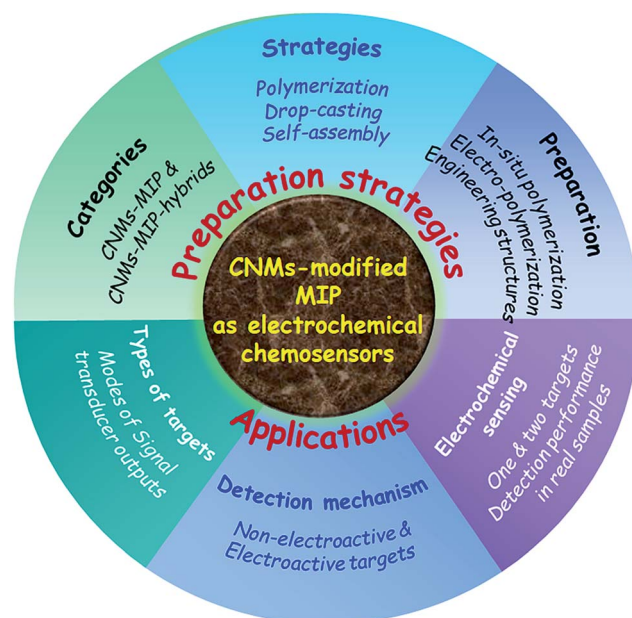 Strategies
Polymerization
Drop-casting
Self-assembly
Categories
CNMs-MIP &
CNMs-MIP-hybrids
Preparation
In-situ polymerization
Electro-polymerization
Engineering structures
Preparation strategies
CNMs-modified
MIP
as electrochemical
chemosensors
Applications
Types of targets
Modes of Signal
transducer outputs
Detection mechanism
Non-electroactive &
Electroactive targets
Electrochemical
sensing
One & two targets
Detection performance
in real samples